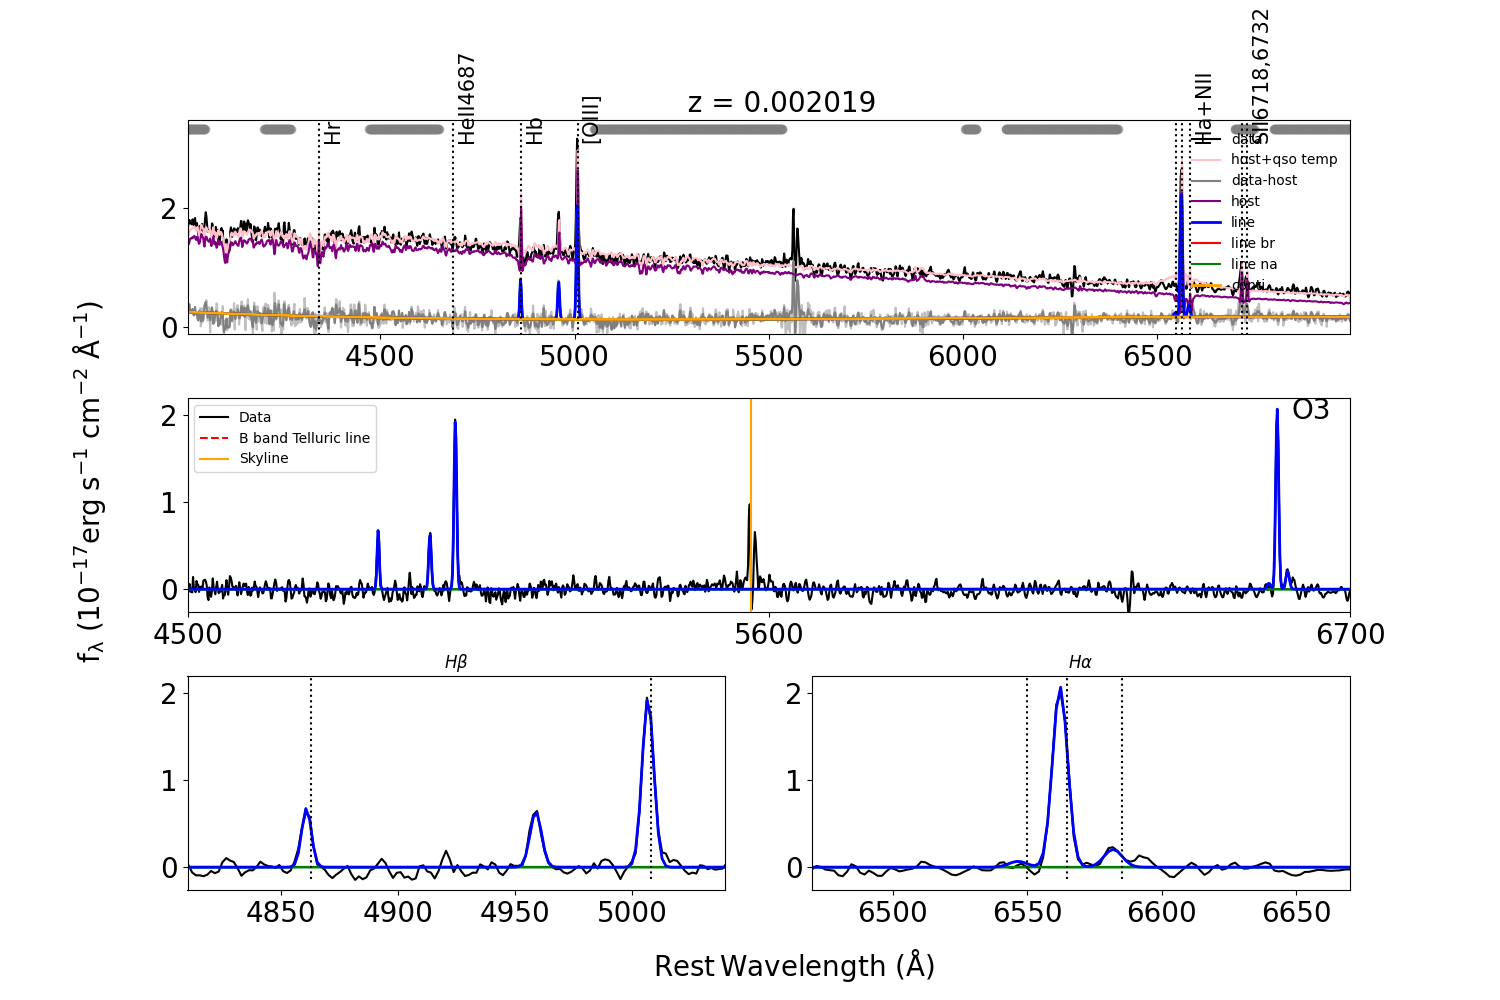 z = 0.002019
Hr
HeII4687
Hb
[OIII]
Ha+NII
SII6718,6732
data
host+qso temp
data-host
host
line
line br
line na
2
0
4500 5000 5500 6000 6500
f_λ (10⁻¹⁷erg s⁻¹ cm⁻² Å⁻¹)
O3
Data
B band Telluric line
Skyline
2
1
0
4500 5600 6700
Hβ
2
1
0
4850 4900 4950 5000
Hα
2
1
0
6500 6550 6600 6650
Rest Wavelength (Å)